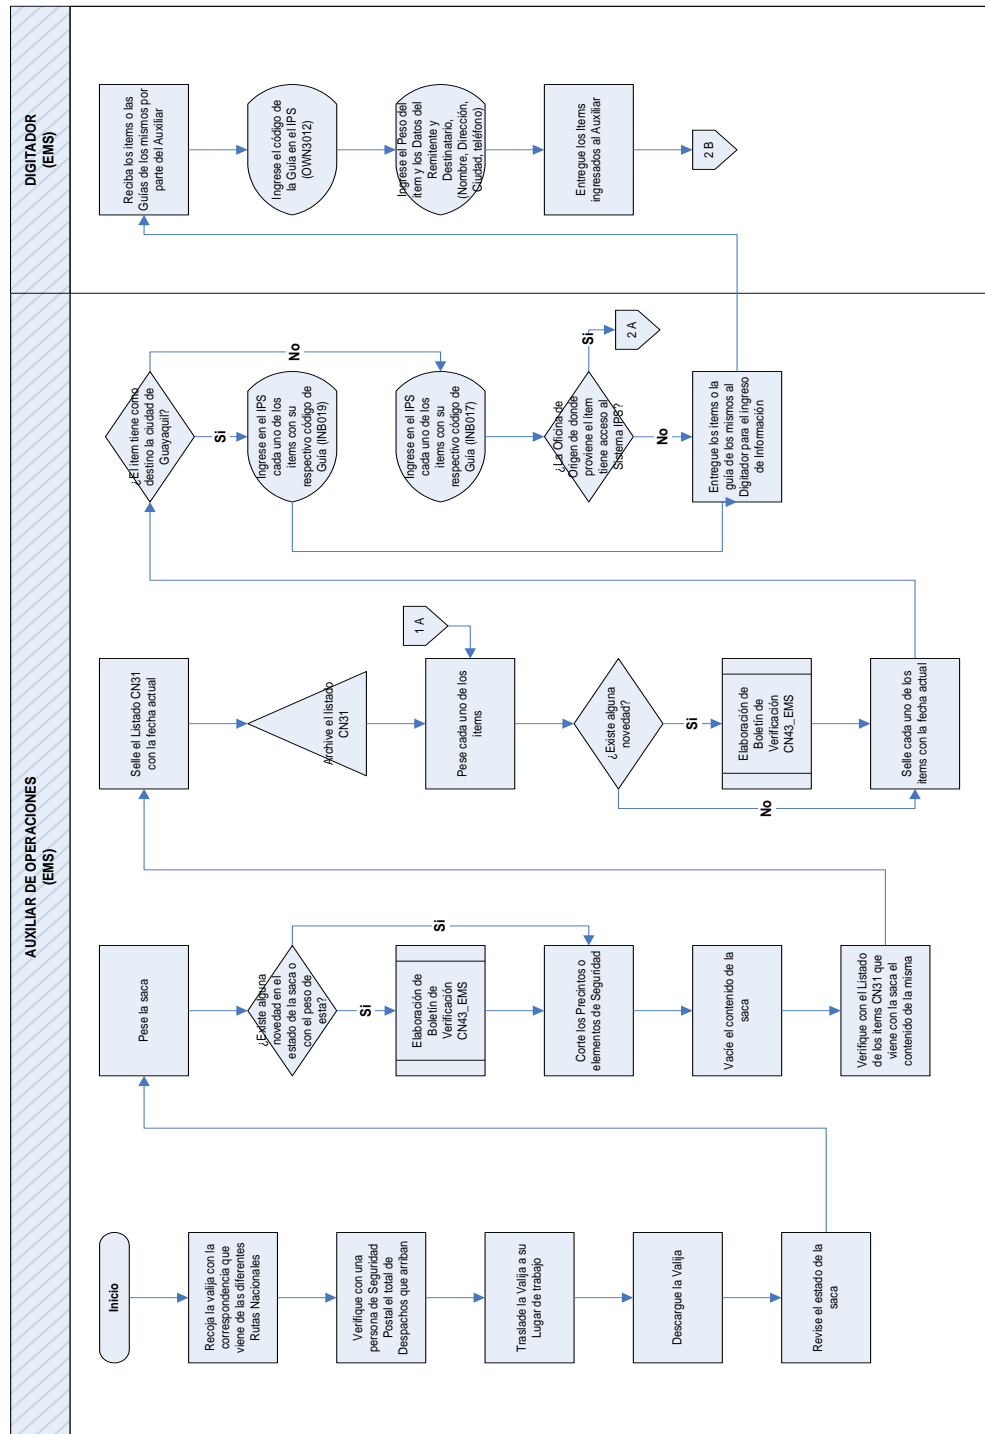 AUXILIAR DE OPERACIONES
(EMS)
DIGITADOR
(EMS)
Inicio
Recoja la valija con la
correspondencia que
viene de las diferentes
Rutas Nacionales
Verifique con una
persona de Seguridad
Postal el total de
Despachos que arriban
Traslade la Valija a su
Lugar de trabajo
Descargue la Valija
Revise el estado de la
saca
Pese la saca
¿Existe alguna
novedad en el
estado de la saca o
con el peso de
esta?
Si
Si
Elaboración de
Boletín de
Verificación
CN43_EMS
Corte los Precintos o
elementos de Seguridad
Vacie el contenido de la
saca
Verifique con el Listado
de los items CN31 que
viene con la saca el
contenido de la misma
Selle el Listado CN31
con la fecha actual
Archive el listado
CN31
1 A
Pese cada uno de los
items
¿Existe alguna
novedad?
Si
No
Elaboración de
Boletín de
Verificación
CN43_EMS
Selle cada uno de los
items con la fecha actual
¿El item tiene como
destino la ciudad de
Guayaquil?
Si
No
Ingrese en el IPS
cada uno de los
items con su
respectivo código de
Guía (INB019)
Ingrese en el IPS
cada uno de los
items con su
respectivo código de
Guía (INB017)
¿La Oficina de
Origen de donde
proviene el item
tiene acceso al
Sistema IPS?
Si
2 A
No
Entregue los items o la
guía de los mismos al
Digitador para el ingreso
de Información
Reciba los items o las
Guías de los mismos por
parte del Auxiliar
Ingrese el código de
la Guía en el IPS
(OWN3012)
Ingrese el Peso del
item y los Datos del
Remitente y
Destinatario,
(Nombre, Dirección,
Ciudad, teléfono)
Entregue los Items
ingresados al Auxiliar
2 B